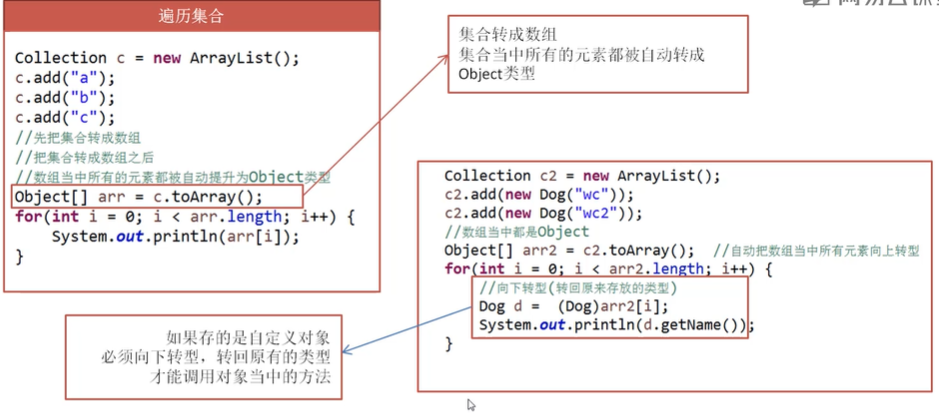 遍历集合
Collection c = new ArrayList();
c.add("a");
c.add("b");
c.add("c");
//先把集合转成数组
//把集合转成数组之后
//数组当中所有的元素都被自动提升为Object类型
Object[] arr = c.toArray();
for(int i = 0; i < arr.length; i++) {
System.out.println(arr[i]);
}
集合转成数组
集合当中所有的元素都被自动转成
Object类型
Collection c2 = new ArrayList();
c2.add(new Dog("wc"));
c2.add(new Dog("wc2"));
//数组当中都是Object
Object[] arr2 = c2.toArray(); //自动把数组当中所有元素向上转型
for(int i = 0; i < arr2.length; i++) {
//向下转型(转回原来存放的类型)
Dog d = (Dog)arr2[i];
System.out.println(d.getName());
}
如果存的是自定义对象
必须向下转型，转回原有的类型
才能调用对象当中的方法